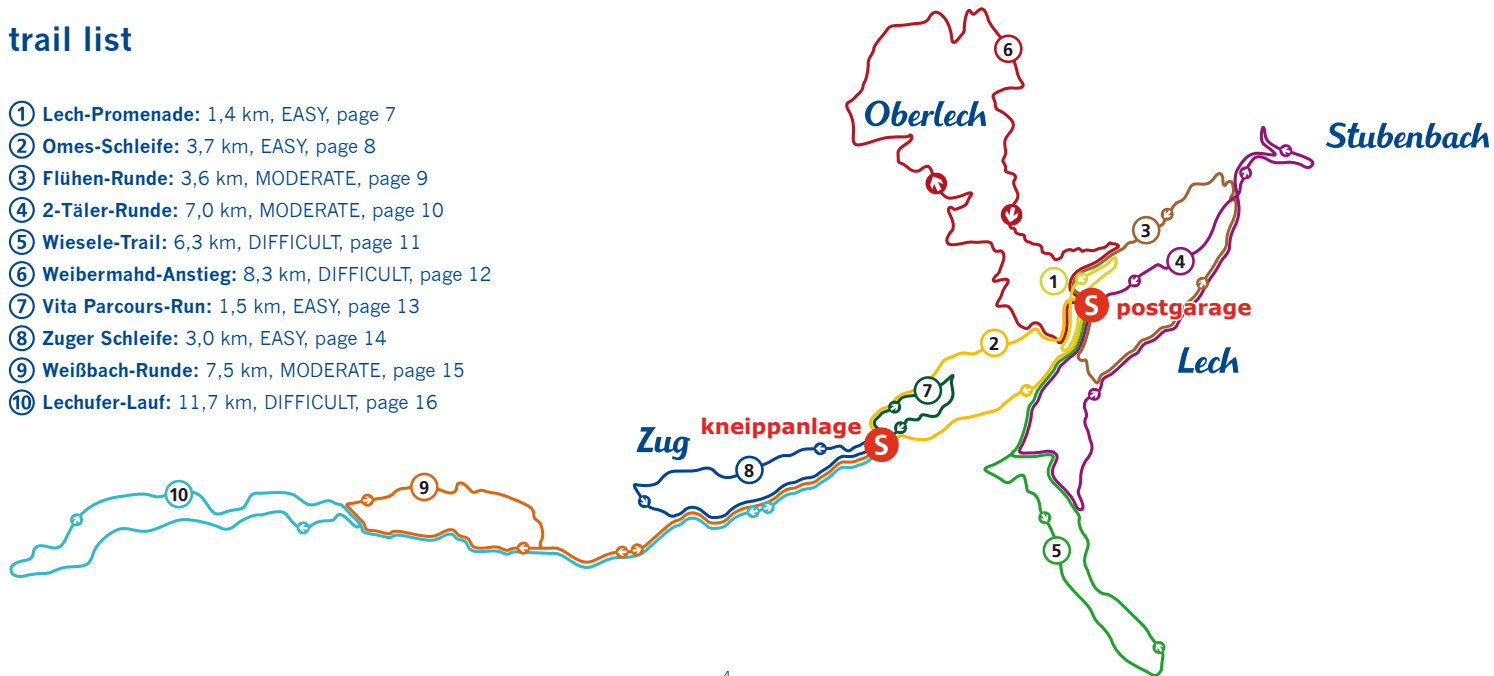 trail list
1 Lech-Promenade: 1,4 km, EASY, page 7
2 Omes-Schleife: 3,7 km, EASY, page 8
3 Flühen-Runde: 3,6 km, MODERATE, page 9
4 2-Täler-Runde: 7,0 km, MODERATE, page 10
5 Wiesele-Trail: 6,3 km, DIFFICULT, page 11
6 Weibermahd-Anstieg: 8,3 km, DIFFICULT, page 12
7 Vita Parcours-Run: 1,5 km, EASY, page 13
8 Zuger Schleife: 3,0 km, EASY, page 14
9 Weißbach-Runde: 7,5 km, MODERATE, page 15
10 Lechufer-Lauf: 11,7 km, DIFFICULT, page 16
6
Oberlech
Stubenbach
3
4
1
S postgarage
2
Lech
7
kneippanlage
Zug
S
8
9
10
5
4